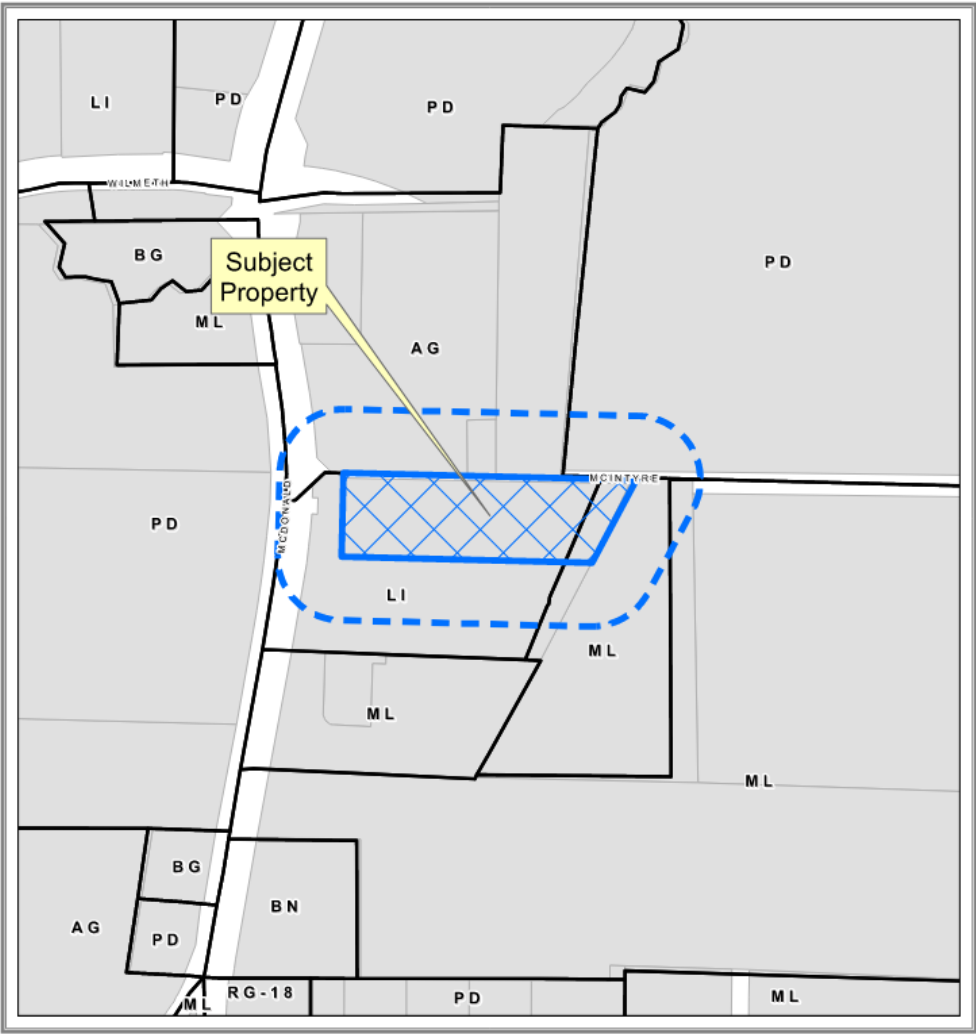 LI
PD
PD
WILMETH
BG
Subject
Property
PD
ML
AG
MCINTYRE
PD
MCDONALD
LI
ML
ML
ML
BG
BN
AG
PD
RG-18
ML
PD
ML